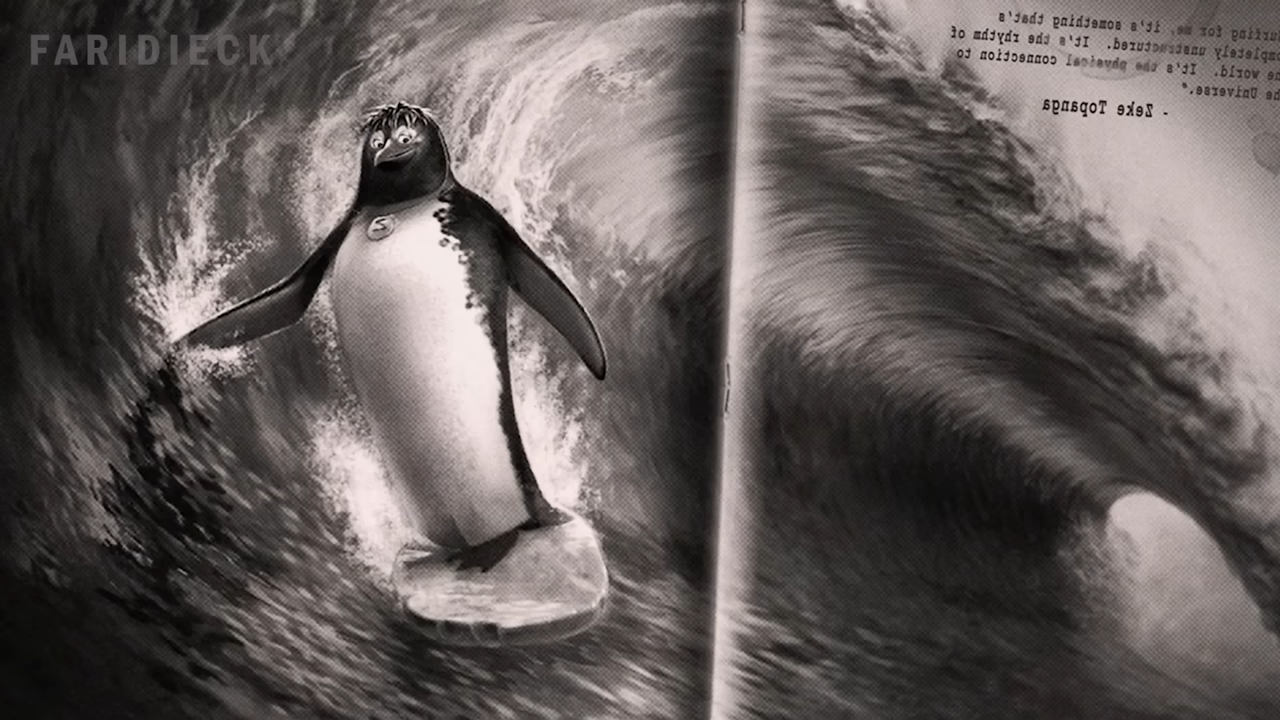 FARIDIECK
urfing for me, it's something that's
mpletely unstructured. It's the rhythm of
e world. It's the physical connection to
he Universe."
- Zeke Topanga